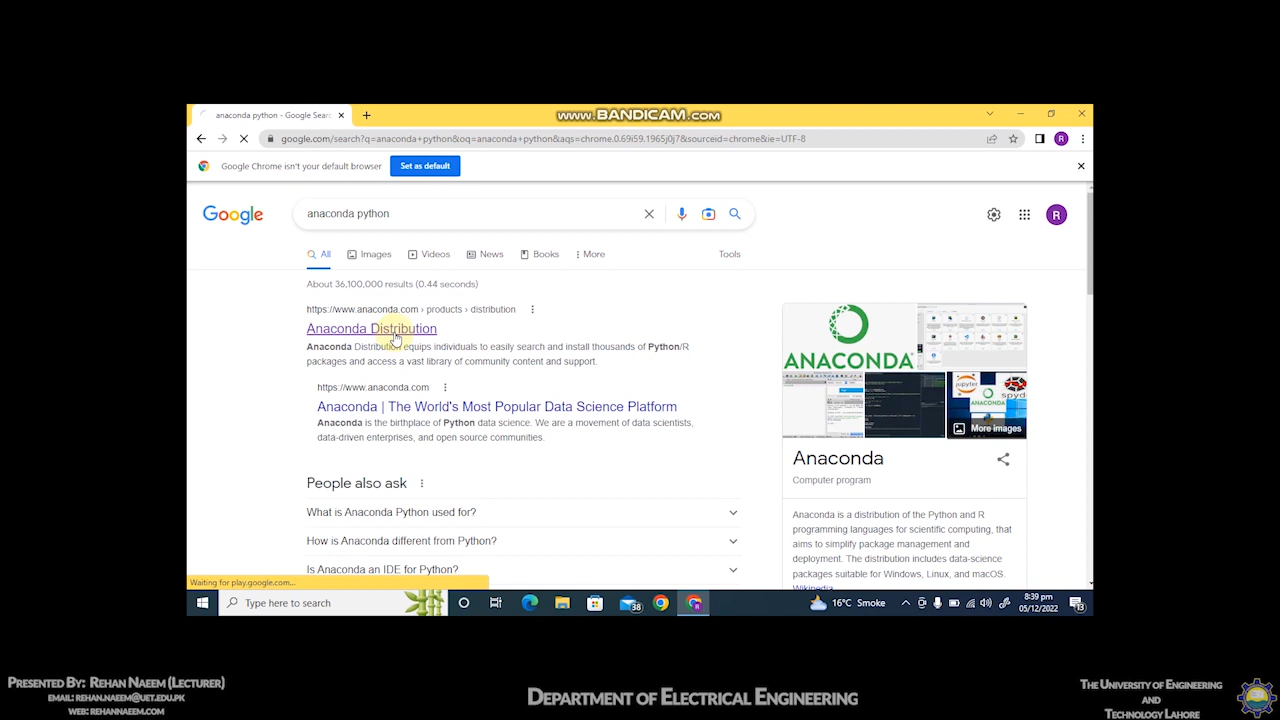 anaconda python - Google Searc
www.BANDICAM.com
google.com/search?q=anaconda+python&oq=anaconda+python&aqs=chrome.0.69i59.1965j0j7&sourceid=chrome&ie=UTF-8
R
Google Chrome isn't your default browser
Set as default
Google
anaconda python
R
All
Images
Videos
News
Books
More
Tools
About 36,100,000 results (0.44 seconds)
https://www.anaconda.com › products › distribution
Anaconda Distribution
Anaconda Distribution equips individuals to easily search and install thousands of Python/R
packages and access a vast library of community content and support.
https://www.anaconda.com
Anaconda | The World's Most Popular Data Science Platform
Anaconda is the birthplace of Python data science. We are a movement of data scientists,
data-driven enterprises, and open source communities.
People also ask
What is Anaconda Python used for?
How is Anaconda different from Python?
Is Anaconda an IDE for Python?
ANACONDA
jupyter
ANACONDA
More images
Anaconda
Computer program
Anaconda is a distribution of the Python and R
programming languages for scientific computing, that
aims to simplify package management and
deployment. The distribution includes data-science
packages suitable for Windows, Linux, and macOS.
Wikipedia
Waiting for play.google.com...
Type here to search
38
16°C Smoke
8:39 pm
05/12/2022
13
Presented By: Rehan Naeem (Lecturer)
email: rehan.naeem@uet.edu.pk
web: rehannaeem.com
Department of Electrical Engineering
The University of Engineering
and
Technology Lahore